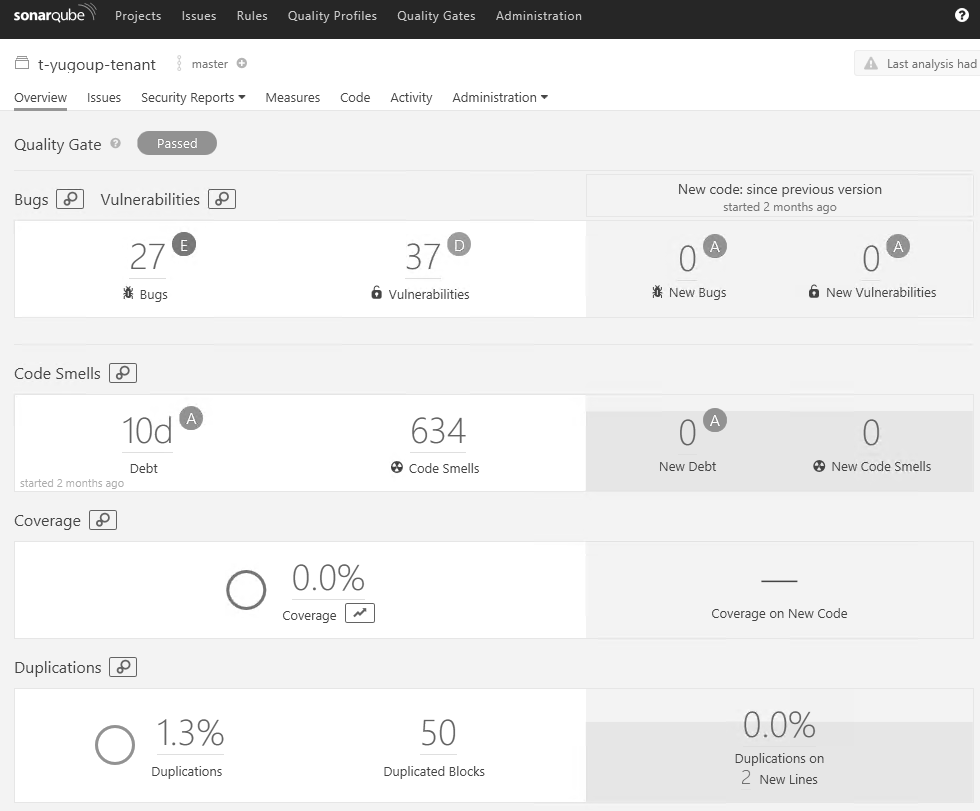 sonarqube Projects Issues Rules Quality Profiles Quality Gates Administration ?
t-yugoup-tenant master
Last analysis had
Overview Issues Security Reports Measures Code Activity Administration
Quality Gate ? Passed
Bugs Vulnerabilities
New code: since previous version
started 2 months ago
27 E
Bugs
37 D
Vulnerabilities
0 A
New Bugs
0 A
New Vulnerabilities
Code Smells
10d A
Debt
started 2 months ago
634
Code Smells
0 A
New Debt
0
New Code Smells
Coverage
0.0%
Coverage
—
Coverage on New Code
Duplications
1.3%
Duplications
50
Duplicated Blocks
0.0%
Duplications on
2 New Lines